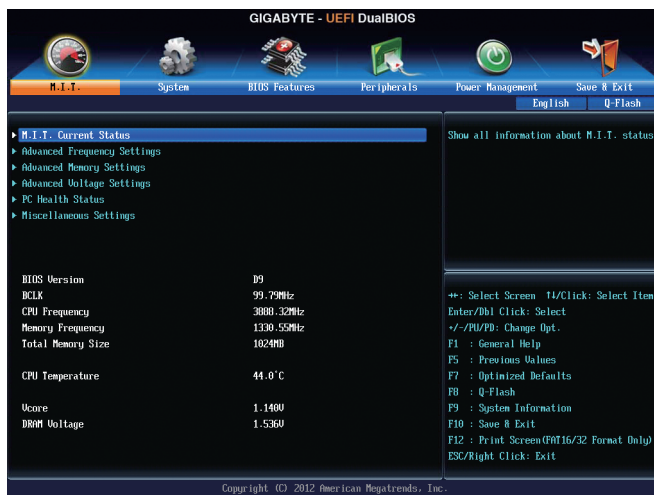 GIGABYTE - UEFI DualBIOS
M.I.T. System BIOS Features Peripherals Power Management Save & Exit
English Q-Flash
M.I.T. Current Status
Advanced Frequency Settings
Advanced Memory Settings
Advanced Voltage Settings
PC Health Status
Miscellaneous Settings
Show all information about M.I.T. status
BIOS Version D9
BCLK 99.79MHz
CPU Frequency 3888.32MHz
Memory Frequency 1330.55MHz
Total Memory Size 1024MB
CPU Temperature 44.0°C
Vcore 1.140V
DRAM Voltage 1.536V
→←: Select Screen ↑↓/Click: Select Item
Enter/Dbl Click: Select
+/-/PU/PD: Change Opt.
F1 : General Help
F5 : Previous Values
F7 : Optimized Defaults
F8 : Q-Flash
F9 : System Information
F10 : Save & Exit
F12 : Print Screen(FAT16/32 Format Only)
ESC/Right Click: Exit
Copyright (C) 2012 American Megatrends, Inc.